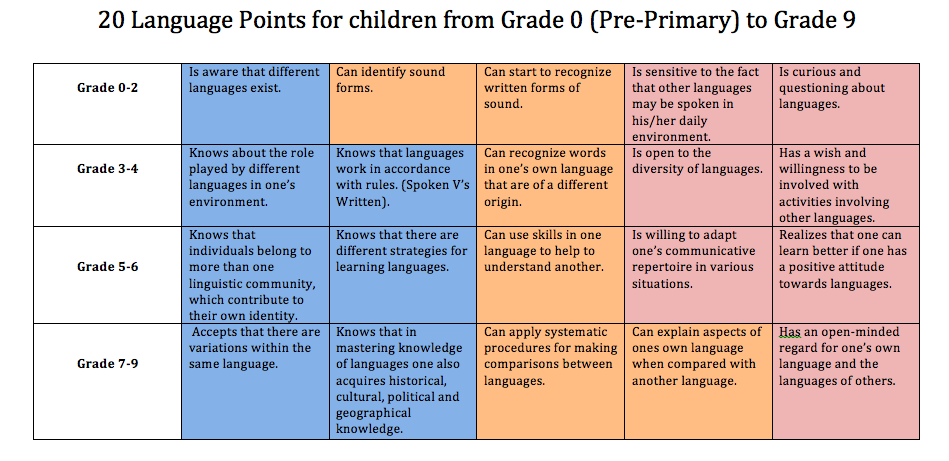 20 Language Points for children from Grade 0 (Pre-Primary) to Grade 9
Grade 0-2
Is aware that different
languages exist.
Can identify sound
forms.
Can start to recognize
written forms of
sound.
Is sensitive to the fact
that other languages
may be spoken in
his/her daily
environment.
Is curious and
questioning about
languages.
Grade 3-4
Knows about the role
played by different
languages in one's
environment.
Knows that languages
work in accordance
with rules. (Spoken V's
Written).
Can recognize words
in one's own language
that are of a different
origin.
Is open to the
diversity of languages.
Has a wish and
willingness to be
involved with
activities involving
other languages.
Grade 5-6
Knows that
individuals belong to
more than one
linguistic community,
which contribute to
their own identity.
Knows that there are
different strategies for
learning languages.
Can use skills in one
language to help to
understand another.
Is willing to adapt
one's communicative
repertoire in various
situations.
Realizes that one can
learn better if one has
a positive attitude
towards languages.
Grade 7-9
Accepts that there are
variations within the
same language.
Knows that in
mastering knowledge
of languages one also
acquires historical,
cultural, political and
geographical
knowledge.
Can apply systematic
procedures for making
comparisons between
languages.
Can explain aspects of
ones own language
when compared with
another language.
Has an open-minded
regard for one's own
language and the
languages of others.